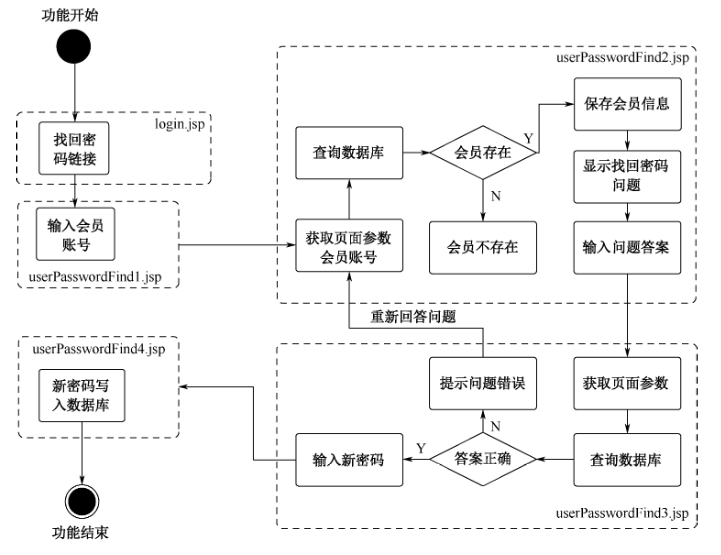 功能开始
login.jsp
找回密
码链接
输入会员
账号
userPasswordFind1.jsp
userPasswordFind2.jsp
获取页面参数
会员账号
查询数据库
会员存在
Y
N
会员不存在
保存会员信息
显示找回密码
问题
输入问题答案
重新回答问题
获取页面参数
查询数据库
答案正确
N
提示问题错误
Y
输入新密码
userPasswordFind3.jsp
userPasswordFind4.jsp
新密码写
入数据库
功能结束